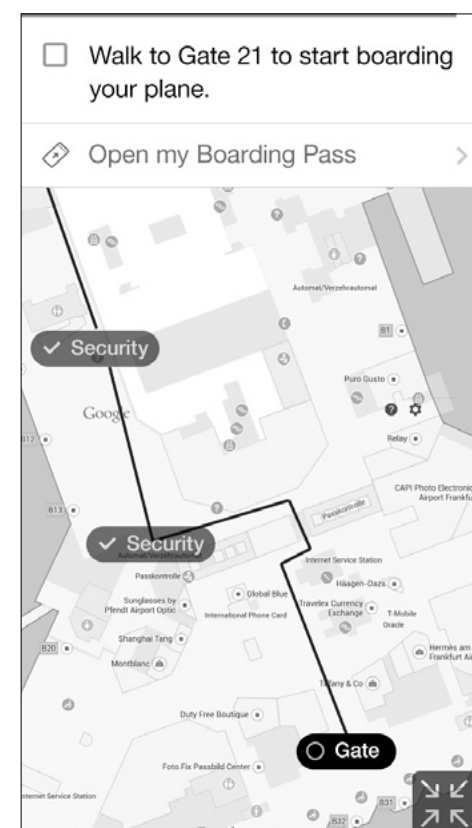 Walk to Gate 21 to start boarding
your plane.
Open my Boarding Pass
Automat/Verzehrautomat
B1
Security
Puro Gusto
Google
Relay
B12
CAPI Photo Electronic
Airport Frankfu
B13
Passkontrolle
Security
Automat/Verzehrautomat
Internet Service Station
Passkontrolle
Häagen-Dazs
Global Blue
Sunglasses by
Pfendt Airport Optic
International Phone Card
Travelex Currency
Exchange
T-Mobile
Oracle
Shanghai Tang
B20
Hermès am
Frankfurt Ai
Montblanc
Tiffany & Co
Duty Free Boutique
Gate
Foto Fix Passbild Center
nternet Service Station
B31
B32